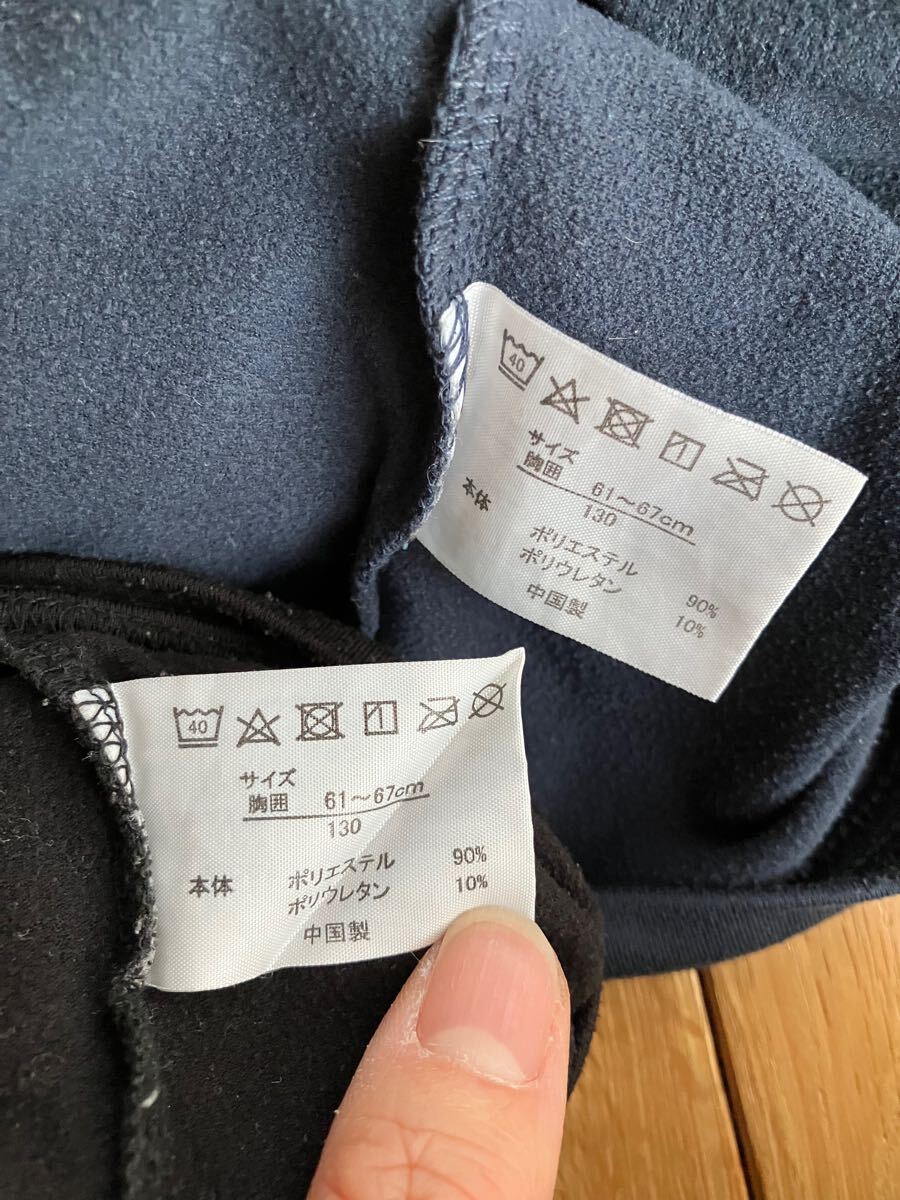 40
サイズ
胸囲 61～67cm
130
本体 ポリエステル 90%
ポリウレタン 10%
中国製
40
サイズ
胸囲 61～67cm
130
本体 ポリエステル 90%
ポリウレタン 10%
中国製